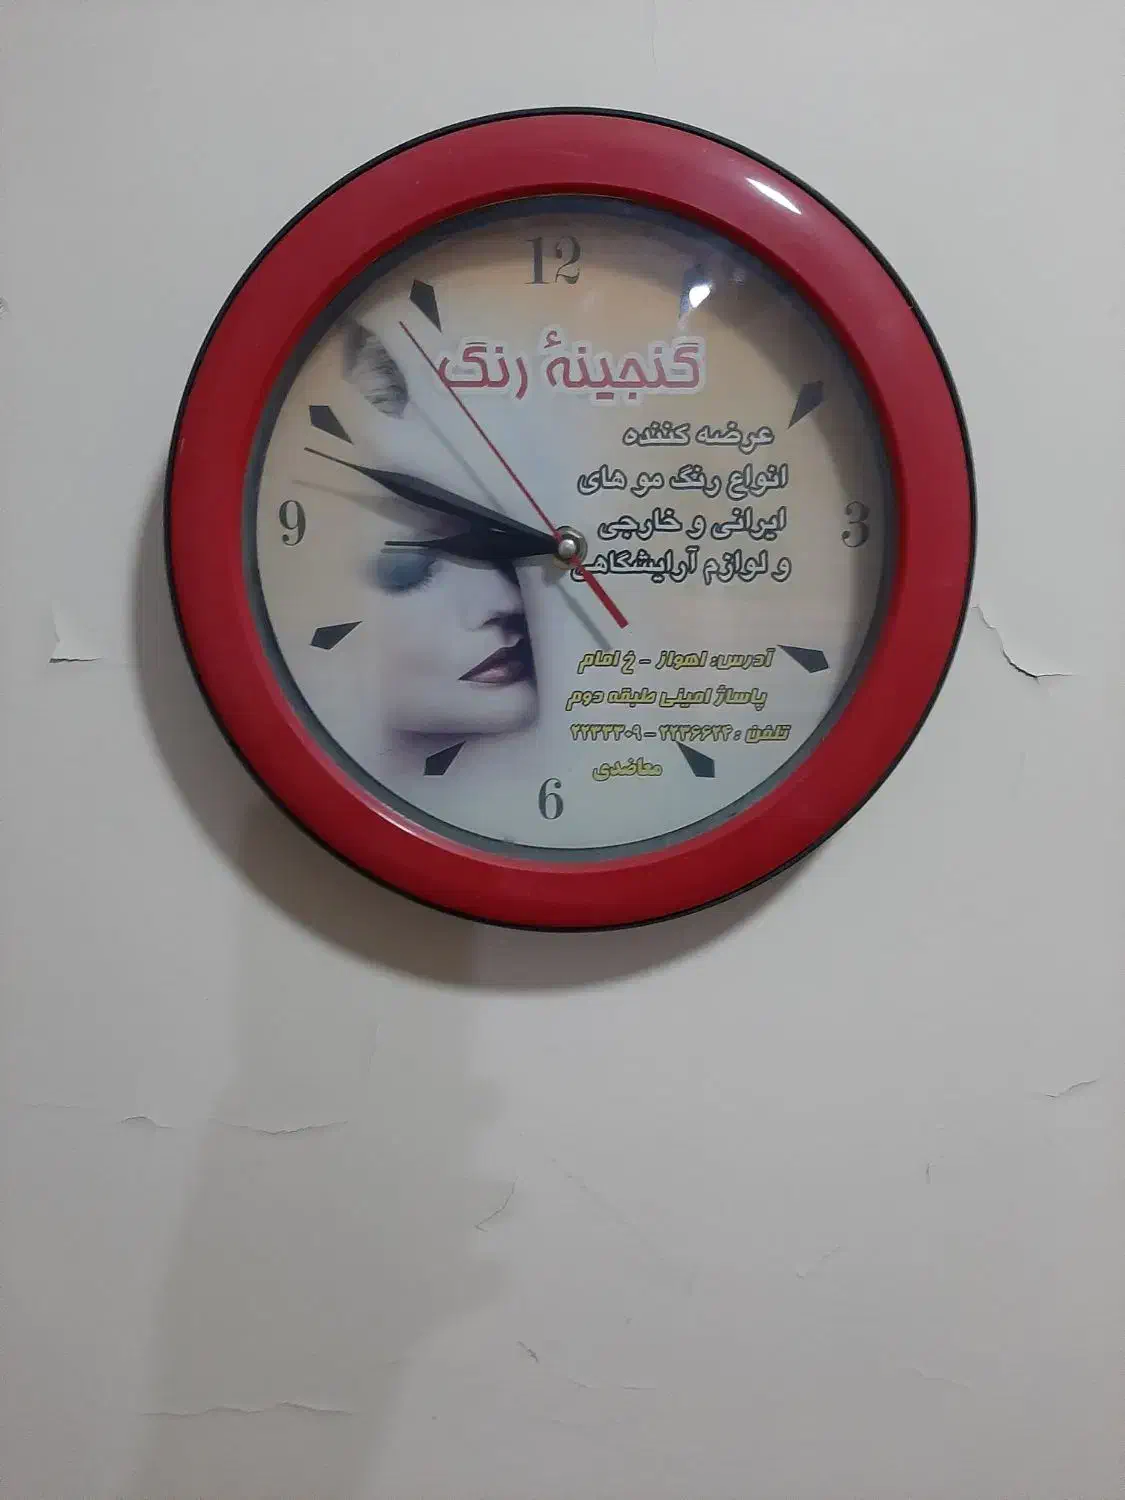 12
گنجینهٔ رنگ
عرضه کننده
انواع رنگ مو های
ایرانی و خارجی
9
3
و لوازم آرایشگاهی
آدرس: اهواز - خ امام
پاساژ امینی طبقه دوم
تلفن : ۲۲۳۶۶۲۴ - ۲۲۳۳۳۰۹
معاضدی
6